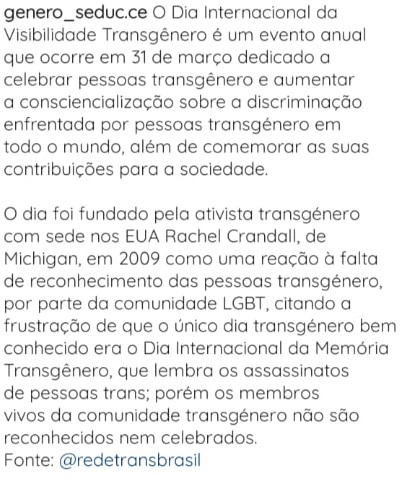 genero_seduc.ce O Dia Internacional da
Visibilidade Transgênero é um evento anual
que ocorre em 31 de março dedicado a
celebrar pessoas transgênero e aumentar
a consciencialização sobre a discriminação
enfrentada por pessoas transgénero em
todo o mundo, além de comemorar as suas
contribuições para a sociedade.

O dia foi fundado pela ativista transgénero
com sede nos EUA Rachel Crandall, de
Michigan, em 2009 como uma reação à falta
de reconhecimento das pessoas transgénero,
por parte da comunidade LGBT, citando a
frustração de que o único dia transgénero bem
conhecido era o Dia Internacional da Memória
Transgênero, que lembra os assassinatos
de pessoas trans; porém os membros
vivos da comunidade transgénero não são
reconhecidos nem celebrados.
Fonte: @redetransbrasil